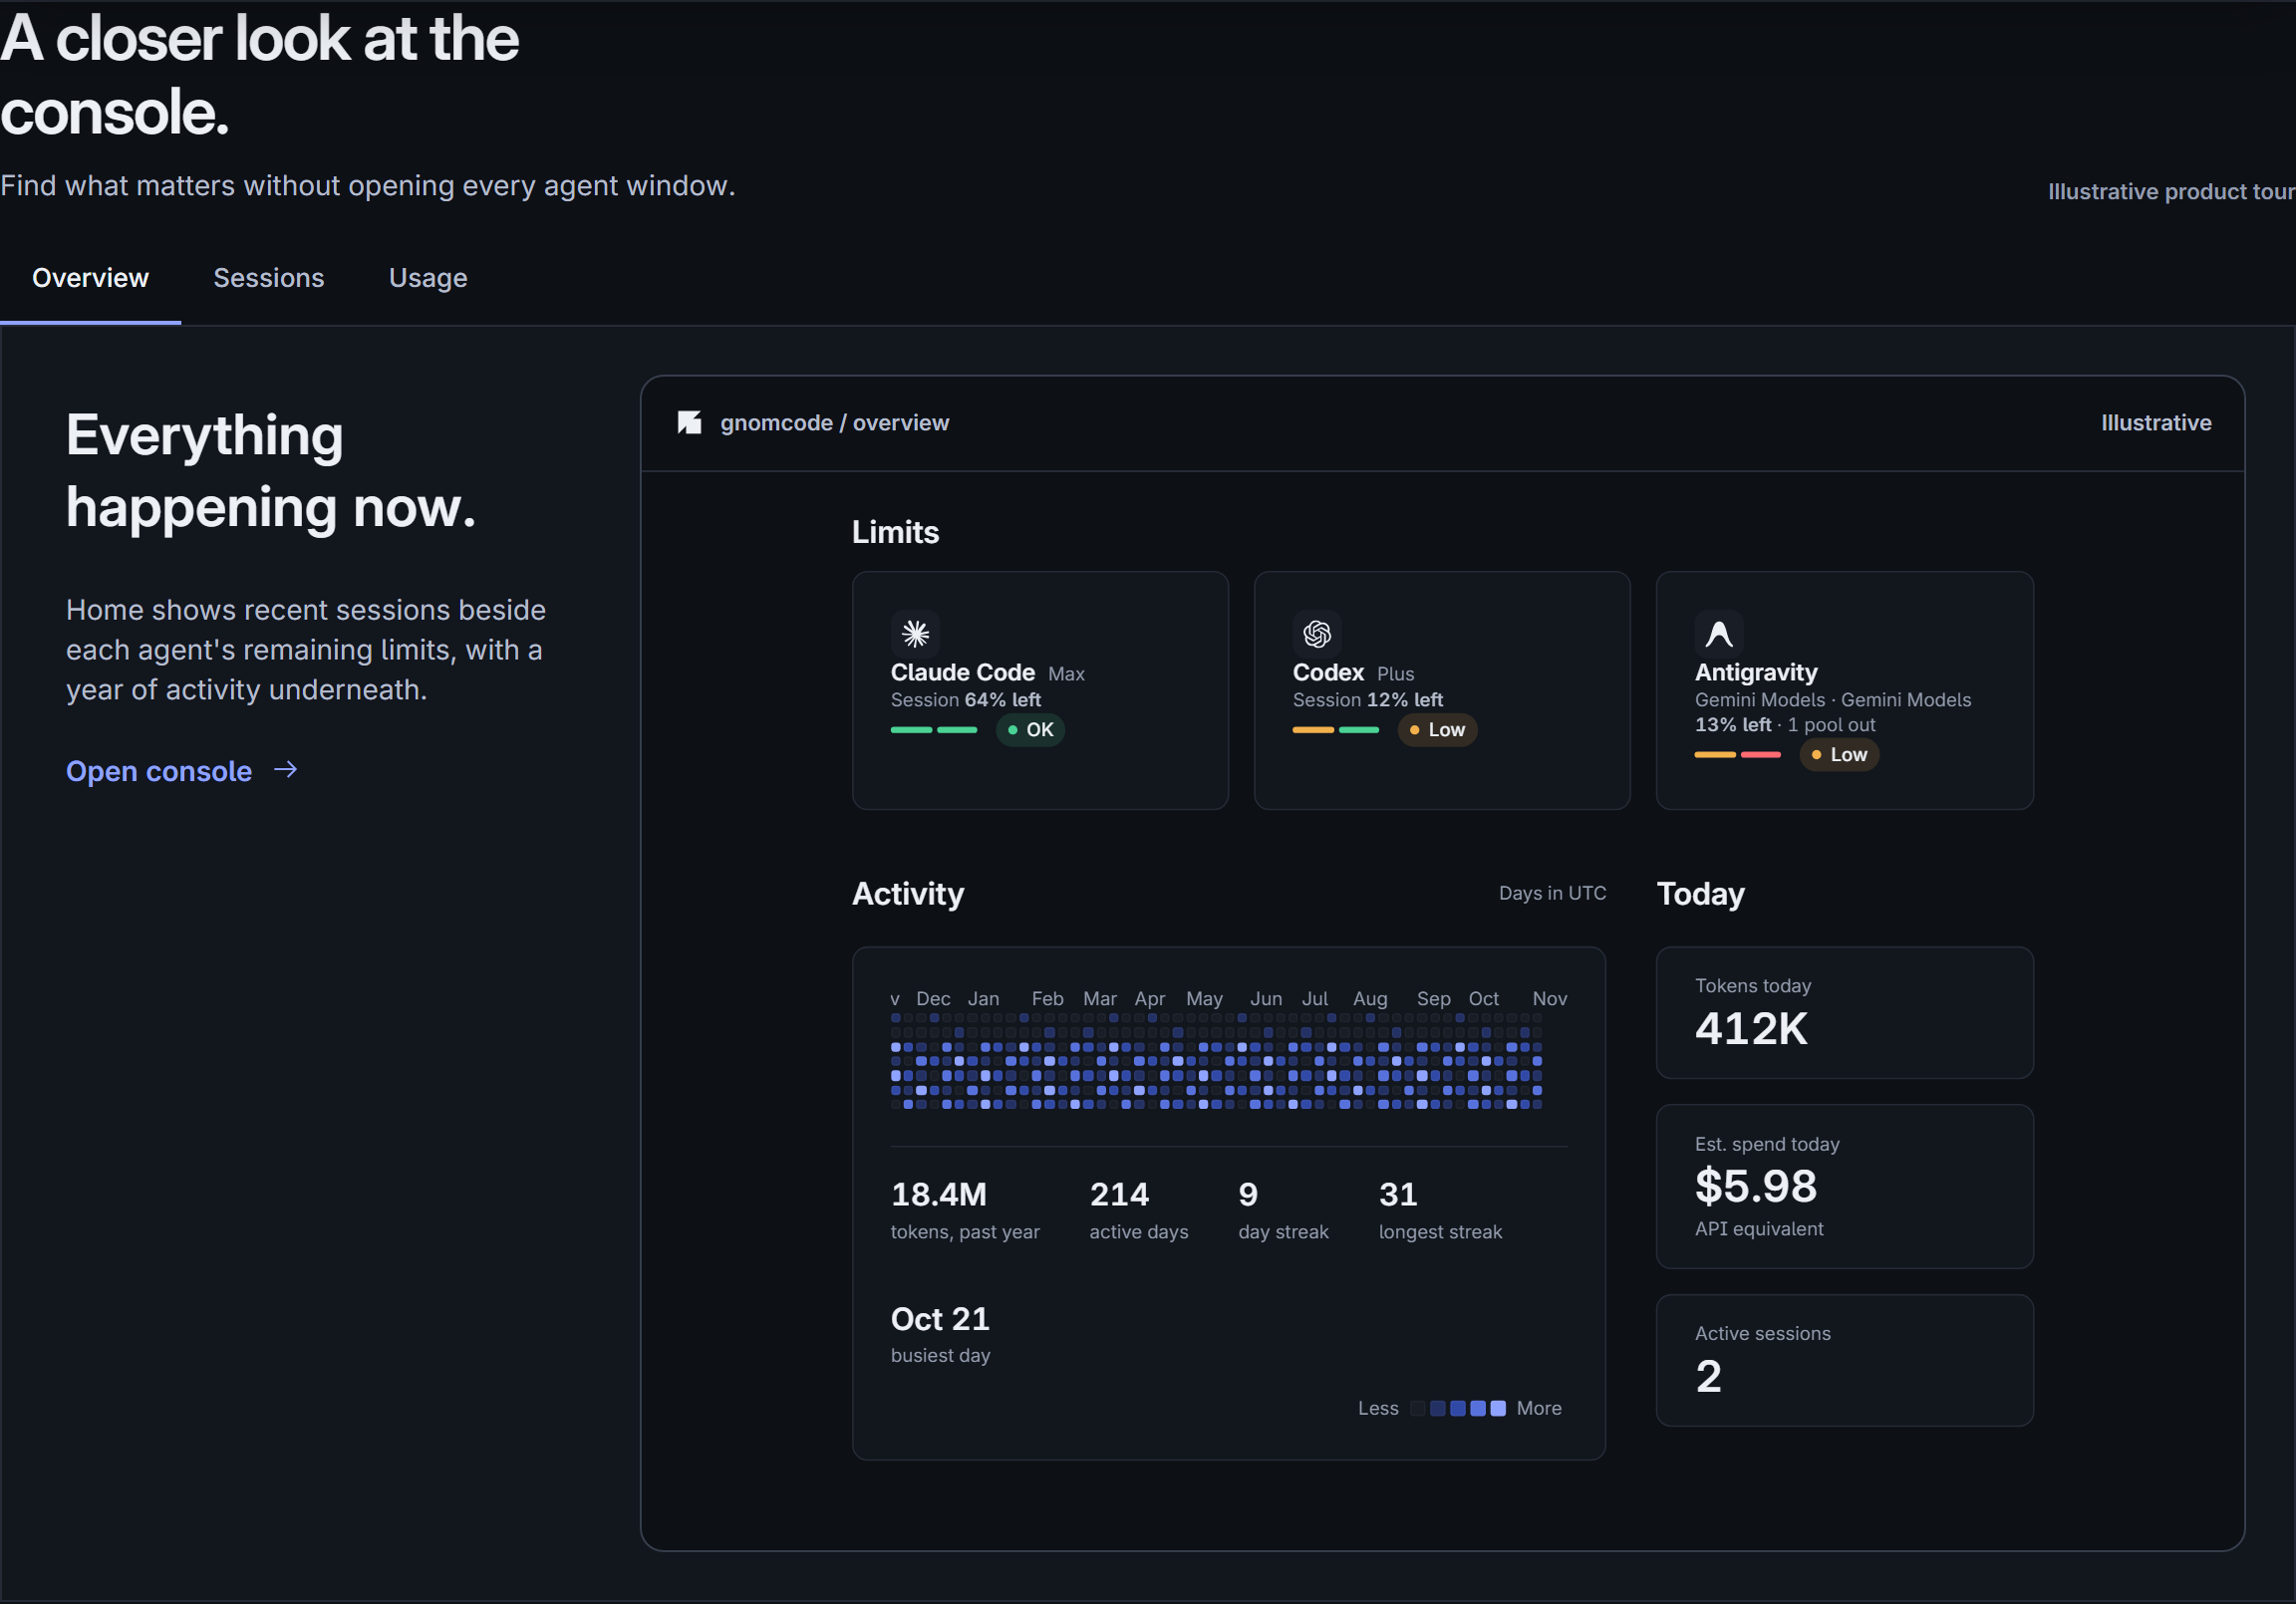 A closer look at the
console.
Find what matters without opening every agent window.
Illustrative product tour
Overview
Sessions
Usage
Everything
happening now.
Home shows recent sessions beside
each agent's remaining limits, with a
year of activity underneath.
Open console
gnomcode / overview
Illustrative
Limits
Claude Code Max
Session 64% left
OK
Codex Plus
Session 12% left
Low
Antigravity
Gemini Models · Gemini Models
13% left · 1 pool out
Low
Activity
Days in UTC
v Dec Jan Feb Mar Apr May Jun Jul Aug Sep Oct Nov
18.4M
tokens, past year
214
active days
9
day streak
31
longest streak
Oct 21
busiest day
Less
More
Today
Tokens today
412K
Est. spend today
$5.98
API equivalent
Active sessions
2